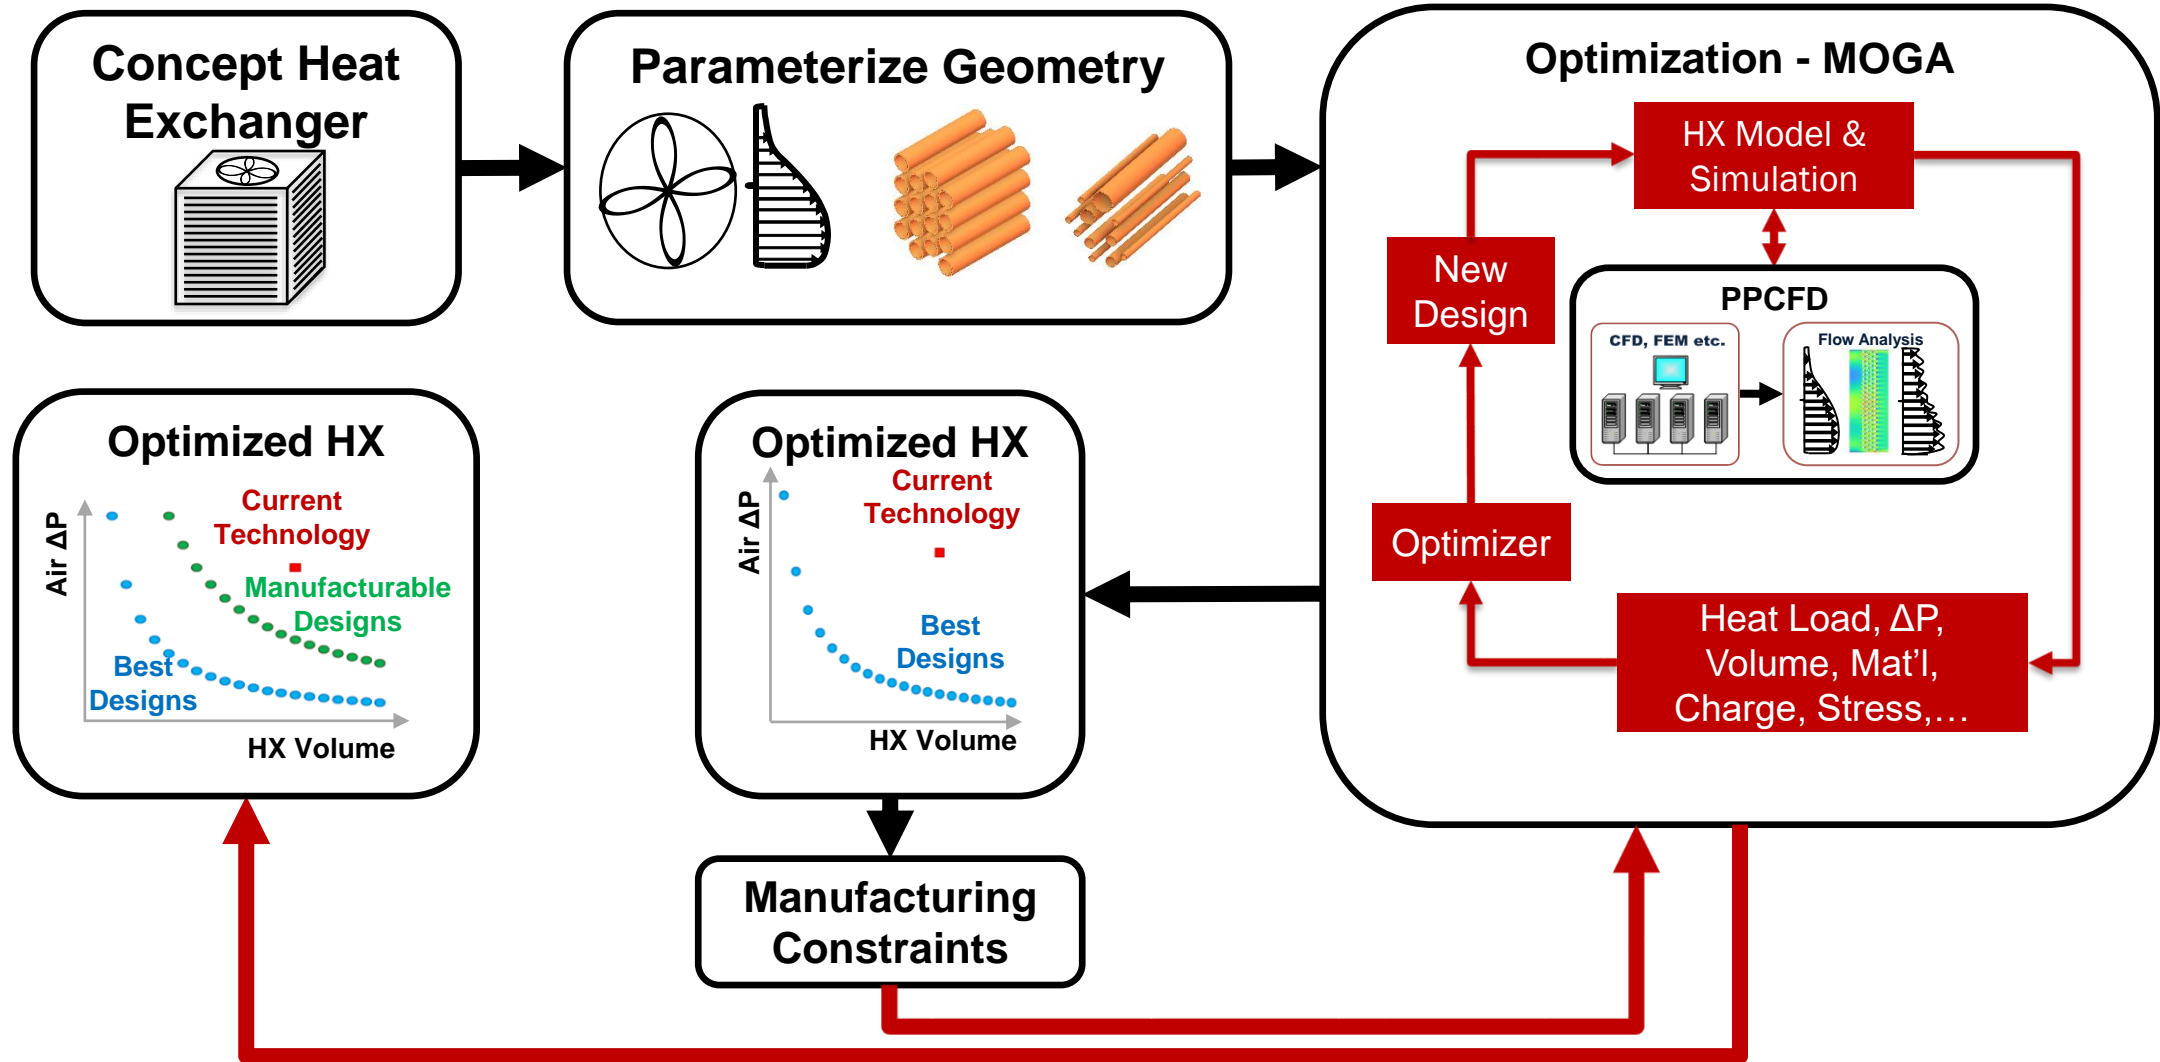 Concept Heat
Exchanger
Parameterize Geometry
Optimization - MOGA
HX Model &
Simulation
New
Design
PPCFD
CFD, FEM etc.
Flow Analysis
Optimizer
Heat Load, ΔP,
Volume, Mat’l,
Charge, Stress,…
Optimized HX
Air ΔP
Current
Technology
Best
Designs
HX Volume
Manufacturing
Constraints
Optimized HX
Air ΔP
Current
Technology
Manufacturable
Designs
Best
Designs
HX Volume